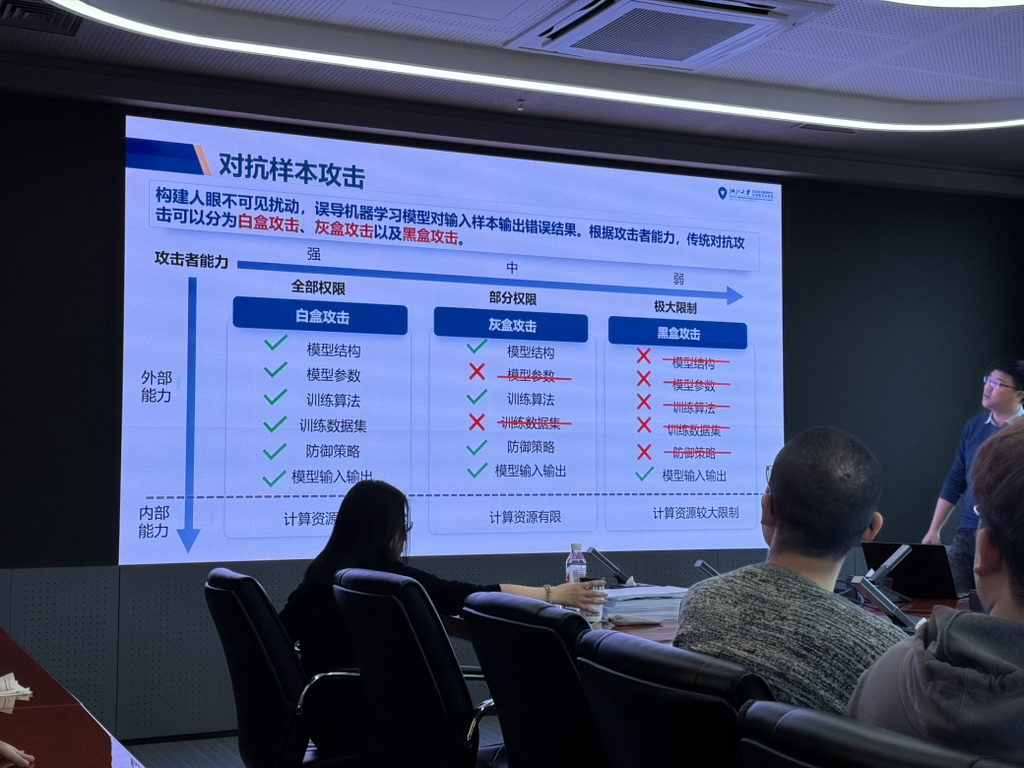 对抗样本攻击
浙江大学
构建人眼不可见扰动，误导机器学习模型对输入样本输出错误结果。根据攻击者能力，传统对抗攻
击可以分为白盒攻击、灰盒攻击以及黑盒攻击。
攻击者能力
强
中
弱
全部权限
部分权限
极大限制
白盒攻击
灰盒攻击
黑盒攻击
外部
能力
模型结构
模型参数
训练算法
训练数据集
防御策略
模型输入输出
模型结构
模型参数
训练算法
训练数据集
防御策略
模型输入输出
模型结构
模型参数
训练算法
训练数据集
防御策略
模型输入输出
内部
能力
计算资源
计算资源有限
计算资源较大限制